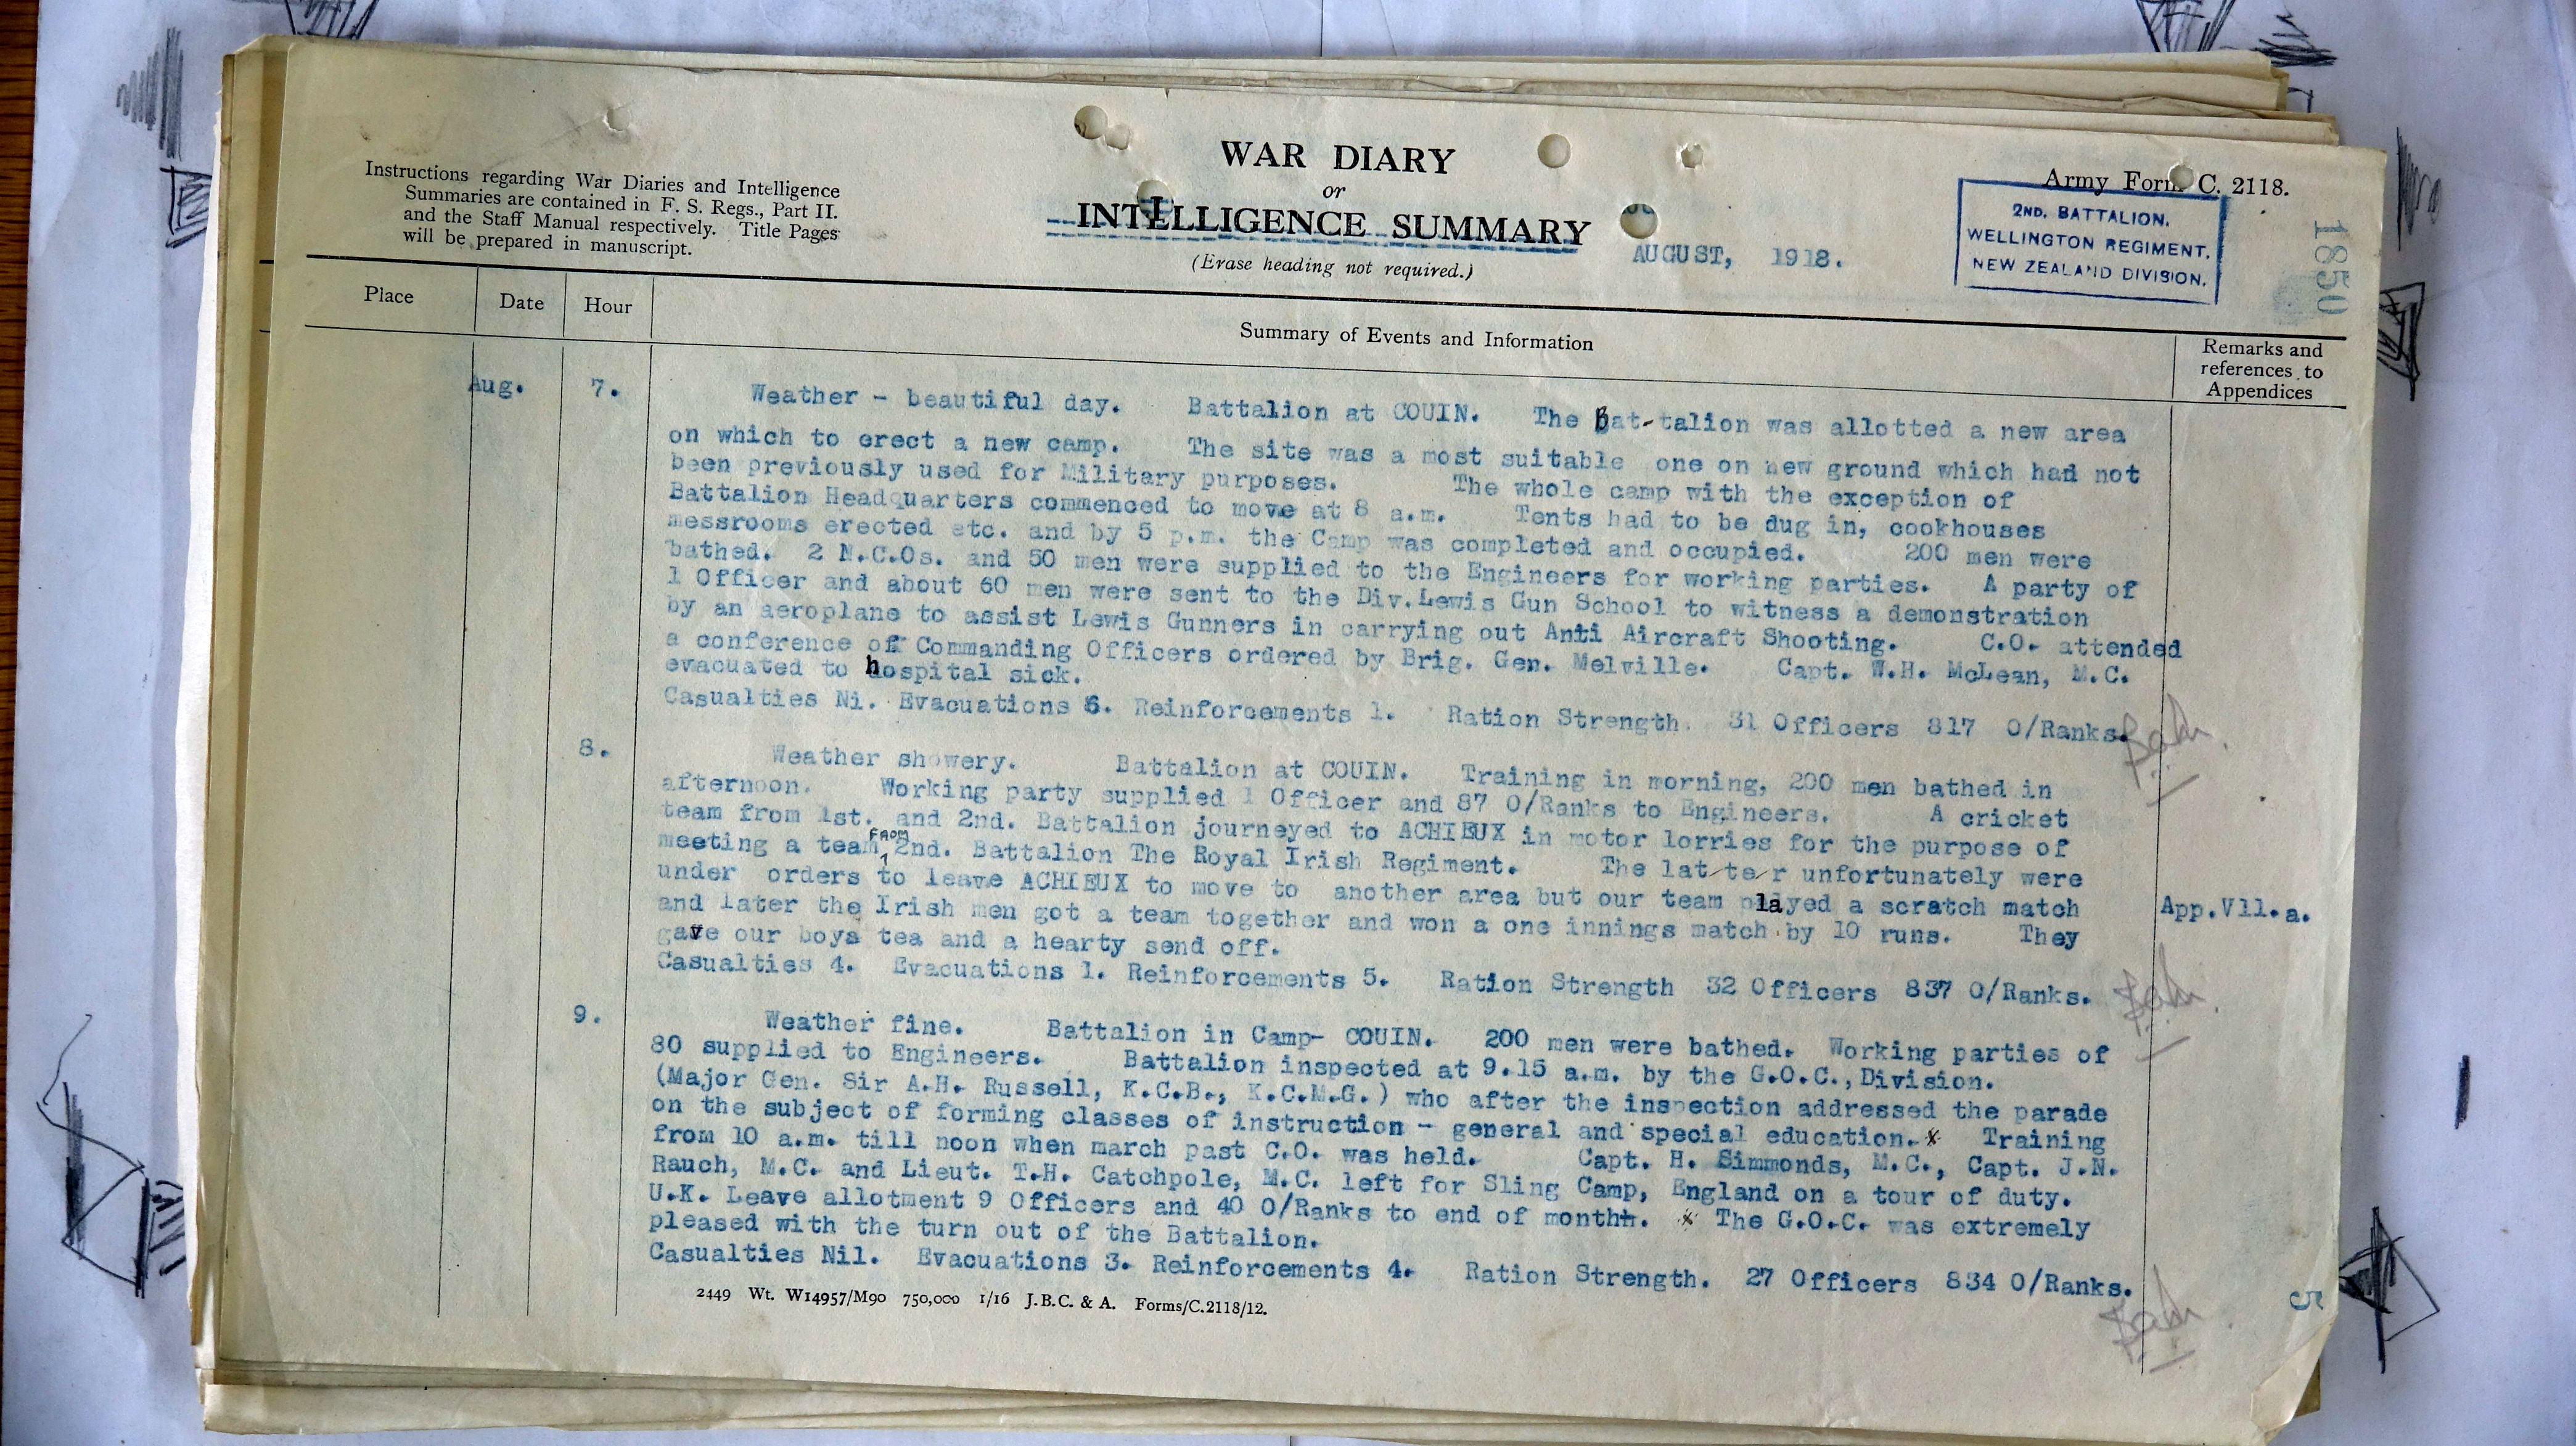 Instructions regarding War Diaries and Intelligence
Summaries are contained in F. S. Regs., Part II.
and the Staff Manual respectively. Title Pages
will be prepared in manuscript.
WAR DIARY
or
INTELLIGENCE SUMMARY
(Erase heading not required.)
AUGUST, 1918.
Army Form C. 2118.
2ND. BATTALION.
WELLINGTON REGIMENT.
NEW ZEALAND DIVISION.
1850
Place
Date
Hour
Summary of Events and Information
Remarks and
references to
Appendices
Aug. 7. Weather - beautiful day. Battalion at COUIN. The Bat-talion was allotted a new area
on which to erect a new camp. The site was a most suitable one on new ground which had not
been previously used for Military purposes. The whole camp with the exception of
Battalion Headquarters commenced to move at 8 a.m. Tents had to be dug in, cookhouses
messrooms erected etc. and by 5 p.m. the Camp was completed and occupied. 200 men were
bathed. 2 N.C.Os. and 50 men were supplied to the Engineers for working parties. A party of
1 Officer and about 60 men were sent to the Div.Lewis Gun School to witness a demonstration
by an aeroplane to assist Lewis Gunners in carrying out Anti Aircraft Shooting. C.O. attended
a conference of Commanding Officers ordered by Brig. Gen. Melville. Capt. W.H. McLean, M.C.
evacuated to hospital sick.
Casualties Ni. Evacuations 6. Reinforcements 1. Ration Strength. 31 Officers 817 O/Ranks.
8. Weather showery. Battalion at COUIN. Training in morning, 200 men bathed in
afternoon. Working party supplied 1 Officer and 87 O/Ranks to Engineers. A cricket
team from 1st. and 2nd. Battalion journeyed to ACHIEUX in motor lorries for the purpose of
meeting a team FROM 2nd. Battalion The Royal Irish Regiment. The lat-te-r unfortunately were
under orders to leave ACHIEUX to move to another area but our team played a scratch match
and later the Irish men got a team together and won a one innings match by 10 runs. They
gave our boys tea and a hearty send off.
App.V11.a.
Casualties 4. Evacuations 1. Reinforcements 5. Ration Strength 32 Officers 837 O/Ranks.
9. Weather fine. Battalion in Camp- COUIN. 200 men were bathed. Working parties of
80 supplied to Engineers. Battalion inspected at 9.15 a.m. by the G.O.C., Division.
(Major Gen. Sir A.H. Russell, K.C.B., K.C.M.G.) who after the inspection addressed the parade
on the subject of forming classes of instruction - general and special education.* Training
from 10 a.m. till noon when march past C.O. was held. Capt. H. Simmonds, M.C., Capt. J.N.
Rauch, M.C. and Lieut. T.H. Catchpole, M.C. left for Sling Camp, England on a tour of duty.
U.K. Leave allotment 9 Officers and 40 O/Ranks to end of month. * The G.O.C. was extremely
pleased with the turn out of the Battalion.
Casualties Nil. Evacuations 3. Reinforcements 4. Ration Strength. 27 Officers 834 O/Ranks.
2449 Wt. W14957/M90 750,000 1/16 J.B.C. & A. Forms/C.2118/12.
5